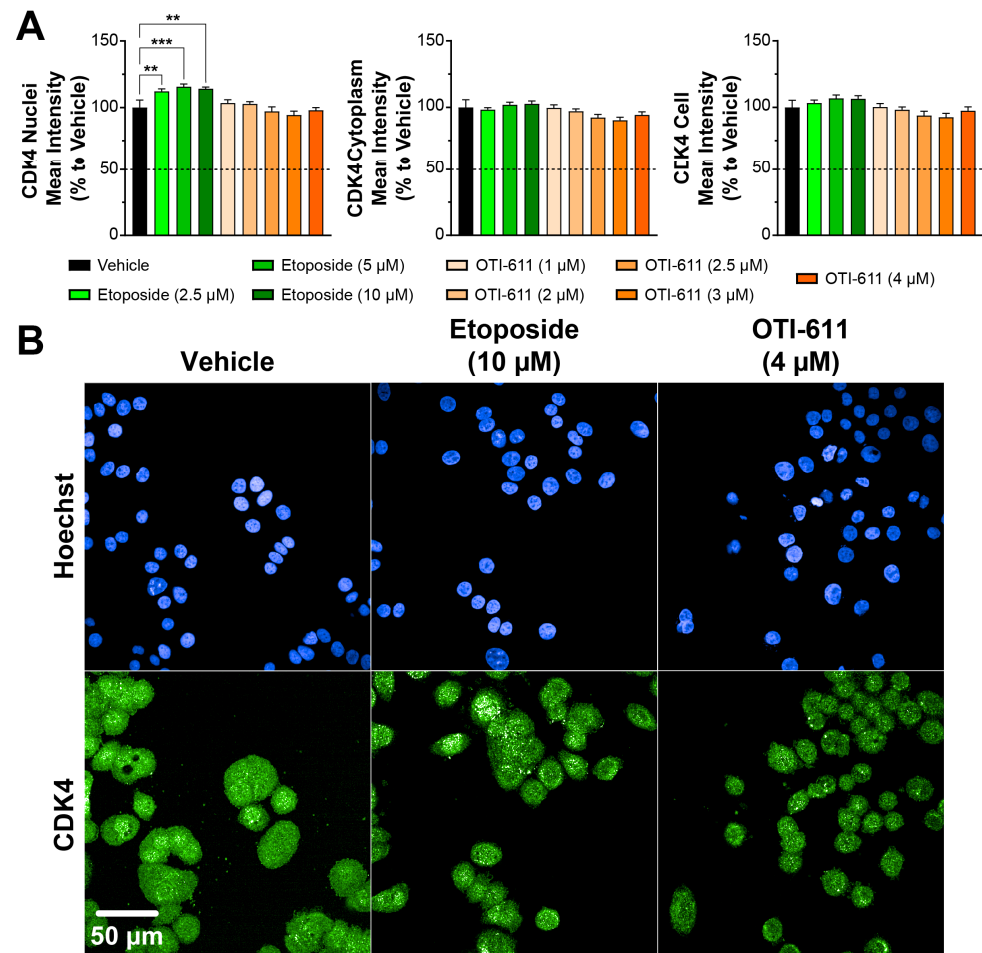 A
**
***
**
150
100
50
0
CDK4 Nuclei
Mean Intensity
(% to Vehicle)
150
100
50
0
CDK4Cytoplasm
Mean Intensity
(% to Vehicle)
150
100
50
0
CDK4 Cell
Mean Intensity
(% to Vehicle)
Vehicle
Etoposide (5 µM)
OTI-611 (1 µM)
OTI-611 (2.5 µM)
OTI-611 (4 µM)
Etoposide (2.5 µM)
Etoposide (10 µM)
OTI-611 (2 µM)
OTI-611 (3 µM)
B
Vehicle
Etoposide
(10 µM)
OTI-611
(4 µM)
Hoechst
CDK4
50 µm